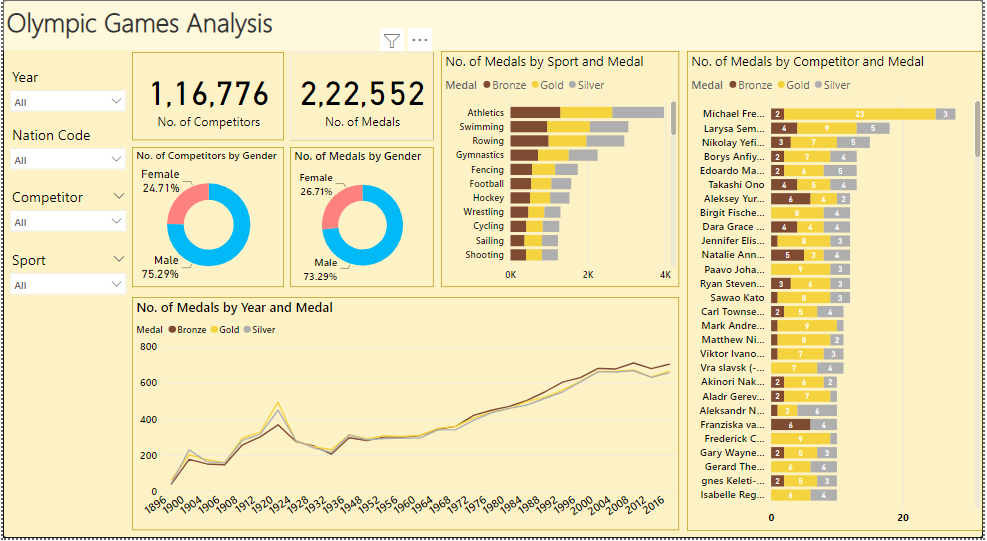 Olympic Games Analysis
Year
All
Nation Code
All
Competitor
All
Sport
All
1,16,776
No. of Competitors
2,22,552
No. of Medals
No. of Competitors by Gender
Female
24.71%
Male
75.29%
No. of Medals by Gender
Female
26.71%
Male
73.29%
No. of Medals by Sport and Medal
Medal Bronze Gold Silver
Athletics
Swimming
Rowing
Gymnastics
Fencing
Football
Hockey
Wrestling
Cycling
Sailing
Shooting
0K 2K 4K
No. of Medals by Year and Medal
Medal Bronze Gold Silver
800
600
400
200
0
1896 1900 1904 1906 1908 1912 1920 1924 1928 1932 1936 1948 1952 1956 1960 1964 1968 1972 1976 1980 1984 1988 1992 1996 2000 2004 2008 2012 2016
No. of Medals by Competitor and Medal
Medal Bronze Gold Silver
Michael Fre... 2 23 3
Larysa Sem... 4 9 5
Nikolay Yefi... 3 7 5
Borys Anfiy... 2 7 4
Edoardo Ma... 2 6 5
Takashi Ono 4 5 4
Aleksey Yur... 6 4 2
Birgit Fische... 8 4
Dara Grace ... 4 4 4
Jennifer Elis... 8 3
Natalie Ann... 5 3 4
Paavo Joha... 9 3
Ryan Steven... 3 6 3
Sawao Kato 8 3
Carl Townse... 2 5 4
Mark Andre... 9
Matthew Ni... 8 2
Viktor Ivano... 7 3
Vra slavsk (-... 7 4
Akinori Nak... 2 6 2
Aladr Gerev... 2 7
Aleksandr N... 3 6
Franziska va... 6 4
Frederick C... 9
Gary Wayne... 2 5 3
Gerard The... 6 4
gnes Keleti-... 2 5 3
Isabelle Reg... 6 4
0 20